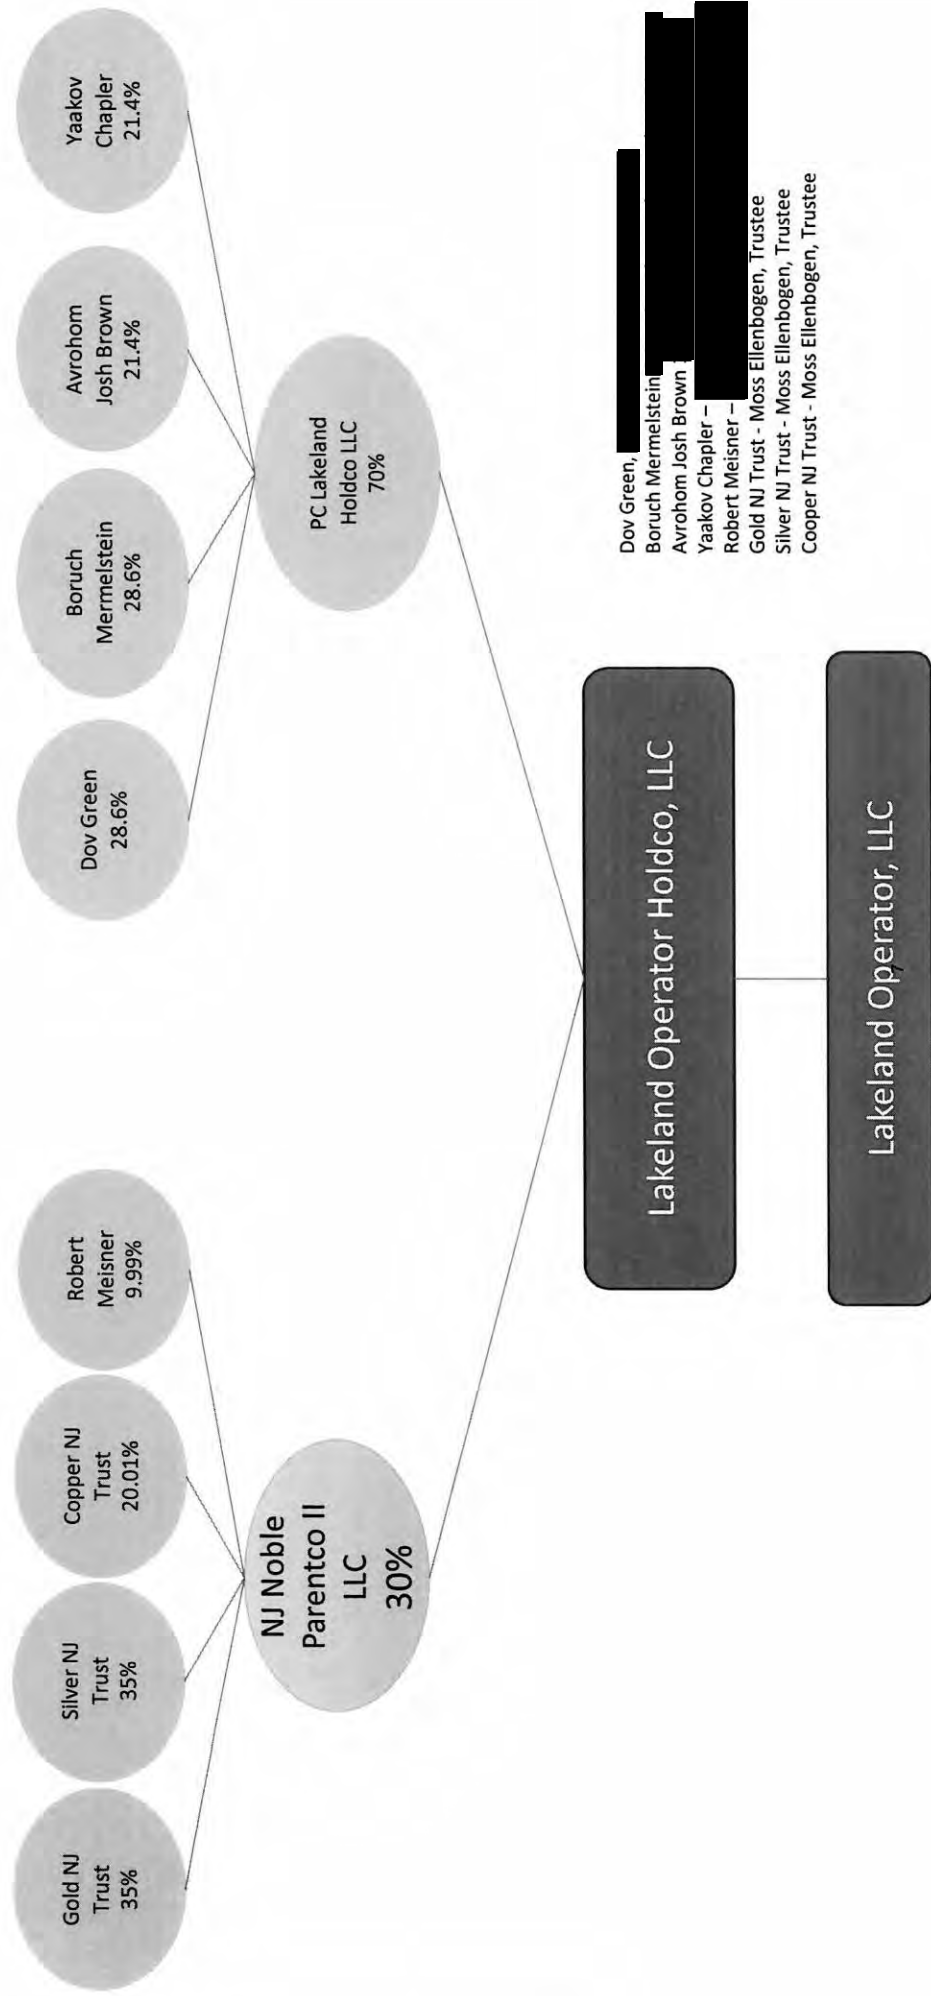 Gold NJ
Trust
35%
Silver NJ
Trust
35%
Copper NJ
Trust
20.01%
Robert
Meisner
9.99%
Dov Green
28.6%
Boruch
Mermelstein
28.6%
Avrohom
Josh Brown
21.4%
Yaakov
Chapler
21.4%
NJ Noble
Parentco II
LLC
30%
PC Lakeland
Holdco LLC
70%
Lakeland Operator Holdco, LLC
Lakeland Operator, LLC
Dov Green,
Boruch Mermelstein
Avrohom Josh Brown
Yaakov Chapler –
Robert Meisner –
Gold NJ Trust - Moss Ellenbogen, Trustee
Silver NJ Trust - Moss Ellenbogen, Trustee
Cooper NJ Trust - Moss Ellenbogen, Trustee